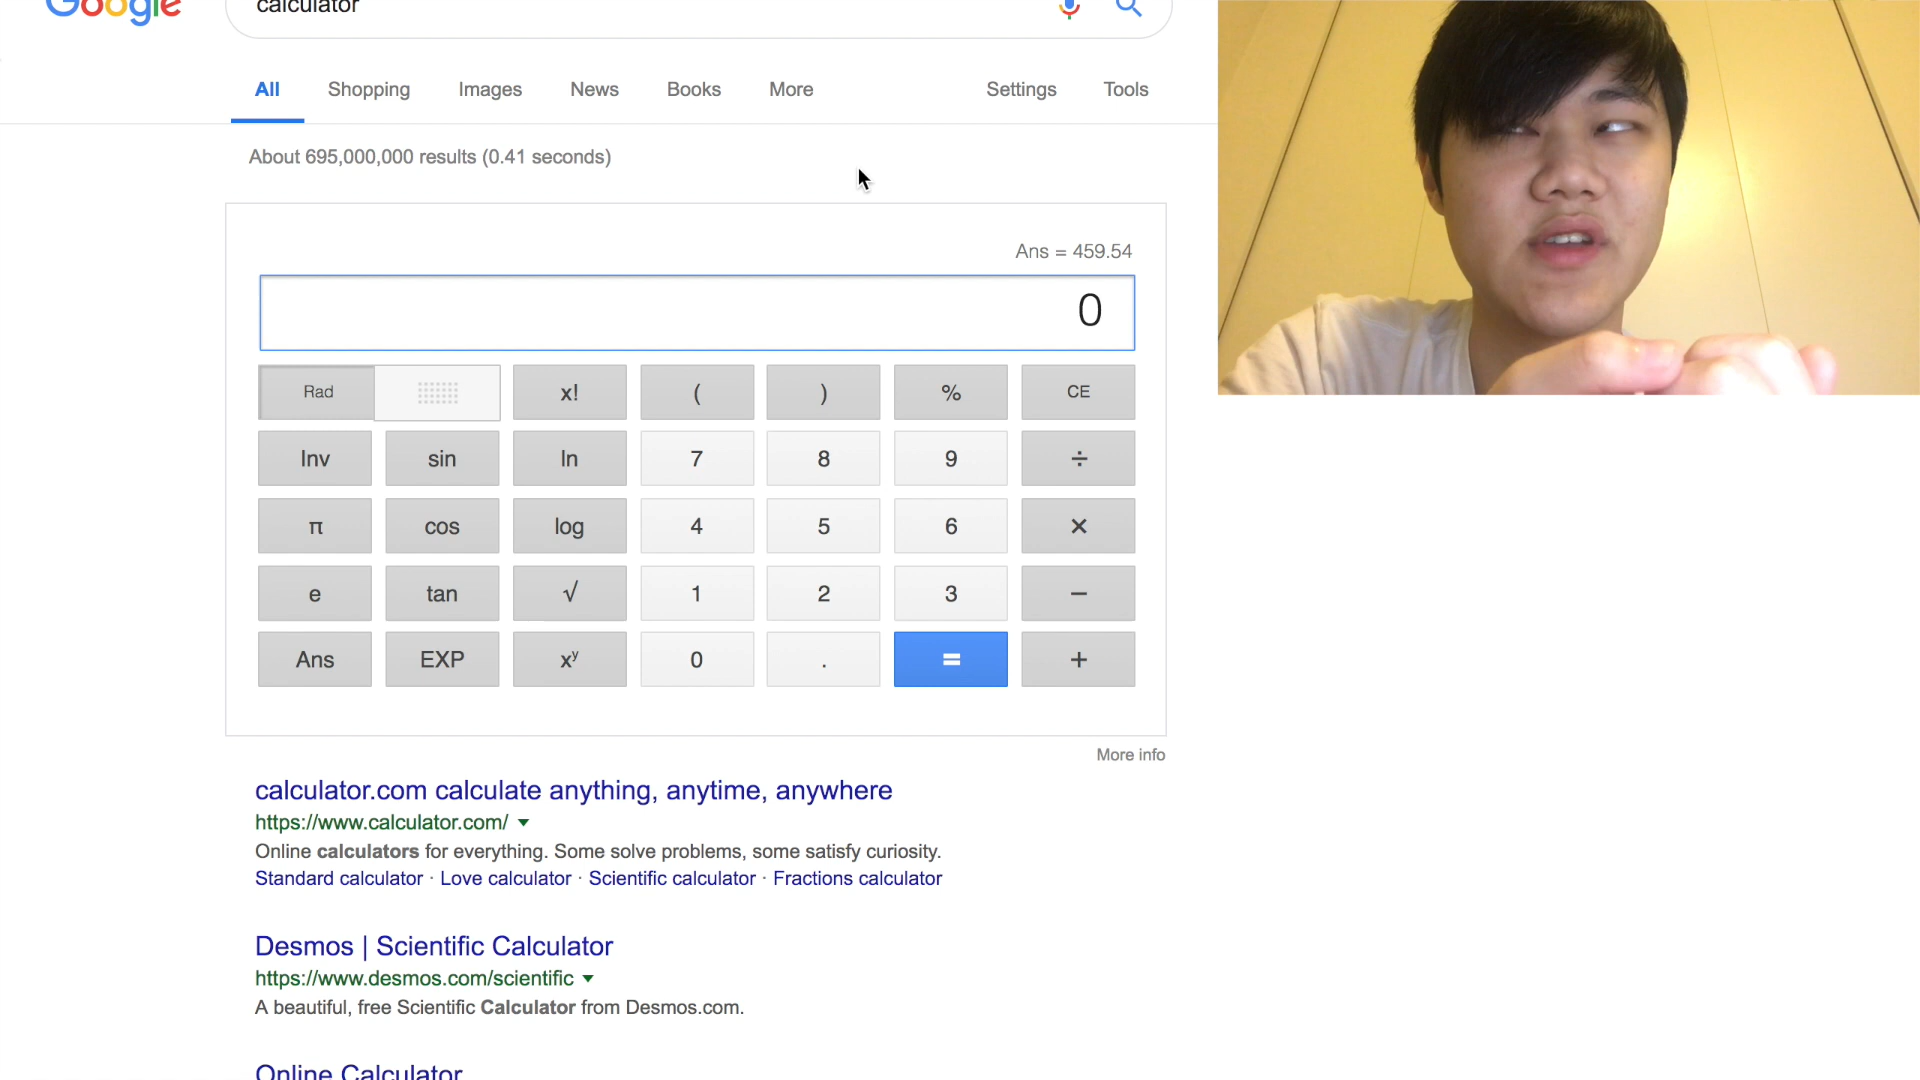 Google
calculator
All Shopping Images News Books More Settings Tools
About 695,000,000 results (0.41 seconds)
Ans = 459.54
0
Rad x! ( ) % CE
Inv sin ln 7 8 9 ÷
π cos log 4 5 6 ×
e tan √ 1 2 3 −
Ans EXP xʸ 0 . = +
More info
calculator.com calculate anything, anytime, anywhere
https://www.calculator.com/
Online calculators for everything. Some solve problems, some satisfy curiosity.
Standard calculator · Love calculator · Scientific calculator · Fractions calculator
Desmos | Scientific Calculator
https://www.desmos.com/scientific
A beautiful, free Scientific Calculator from Desmos.com.
Online Calculator